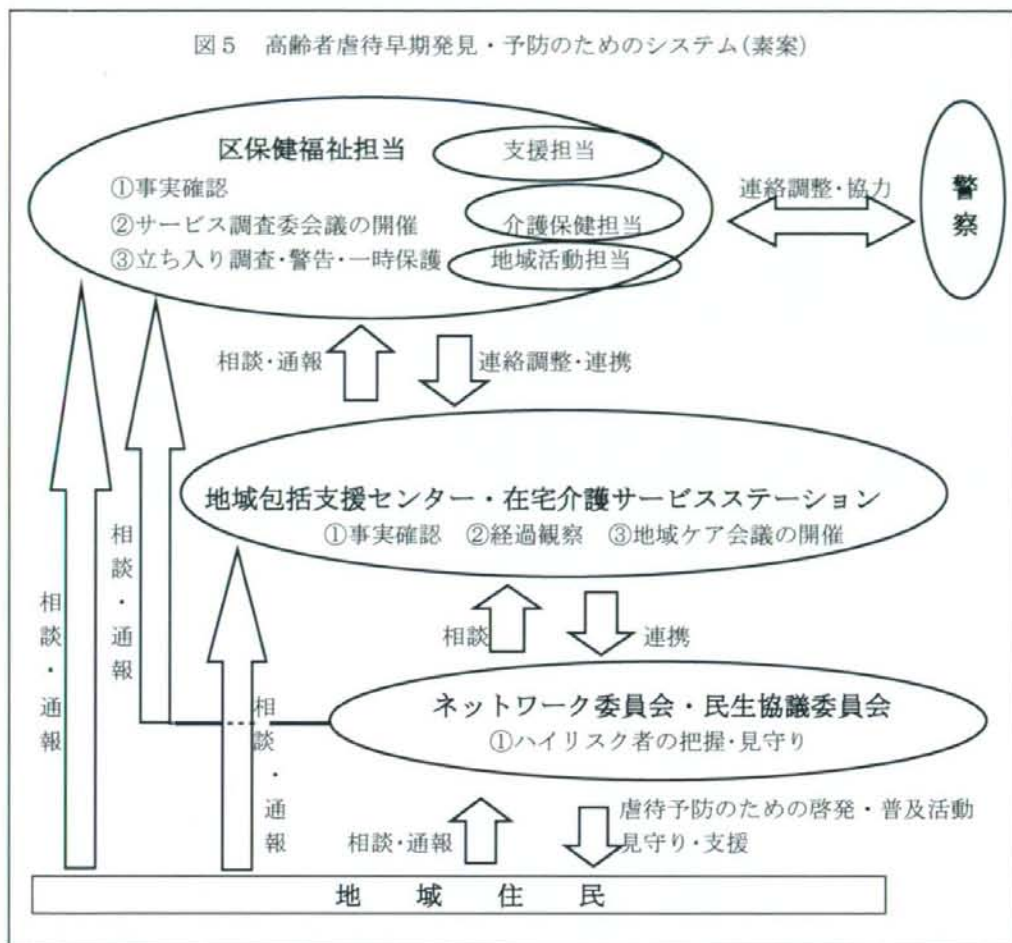 図5 高齢者虐待早期発見・予防のためのシステム(素案)
区保健福祉担当
支援担当
①事実確認
②サービス調査委会議の開催
介護保健担当
③立ち入り調査・警告・一時保護
地域活動担当
連絡調整・協力
警察
相談・通報
連絡調整・連携
地域包括支援センター・在宅介護サービスステーション
①事実確認 ②経過観察 ③地域ケア会議の開催
相談・通報
相談・通報
相談
連携
ネットワーク委員会・民生協議委員会
①ハイリスク者の把握・見守り
相談・通報
相談・通報
虐待予防のための啓発・普及活動
見守り・支援
地域住民